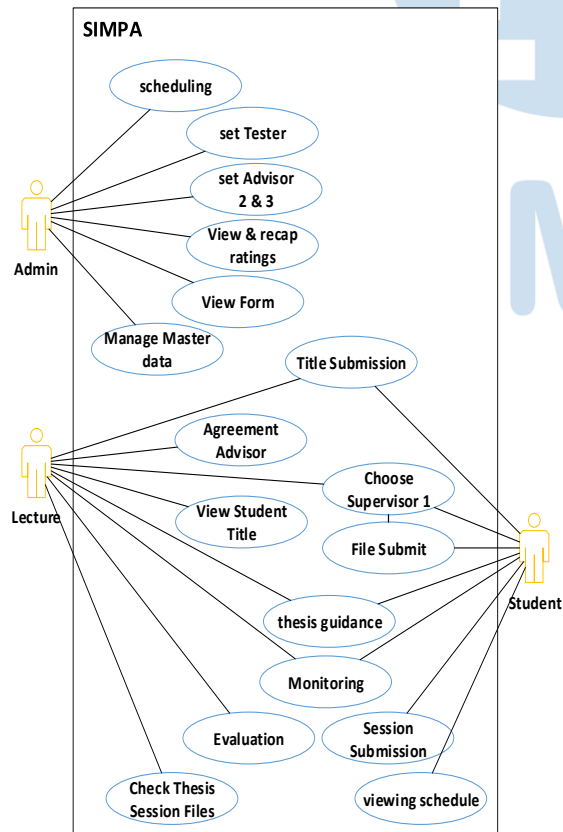 SIMPA
scheduling
set Tester
set Advisor
2 & 3
View & recap
ratings
View Form
Manage Master
data
Admin
Title Submission
Agreement
Advisor
Choose
Supervisor 1
View Student
Title
File Submit
Lecture
Student
thesis guidance
Monitoring
Evaluation
Session
Submission
Check Thesis
Session Files
viewing schedule